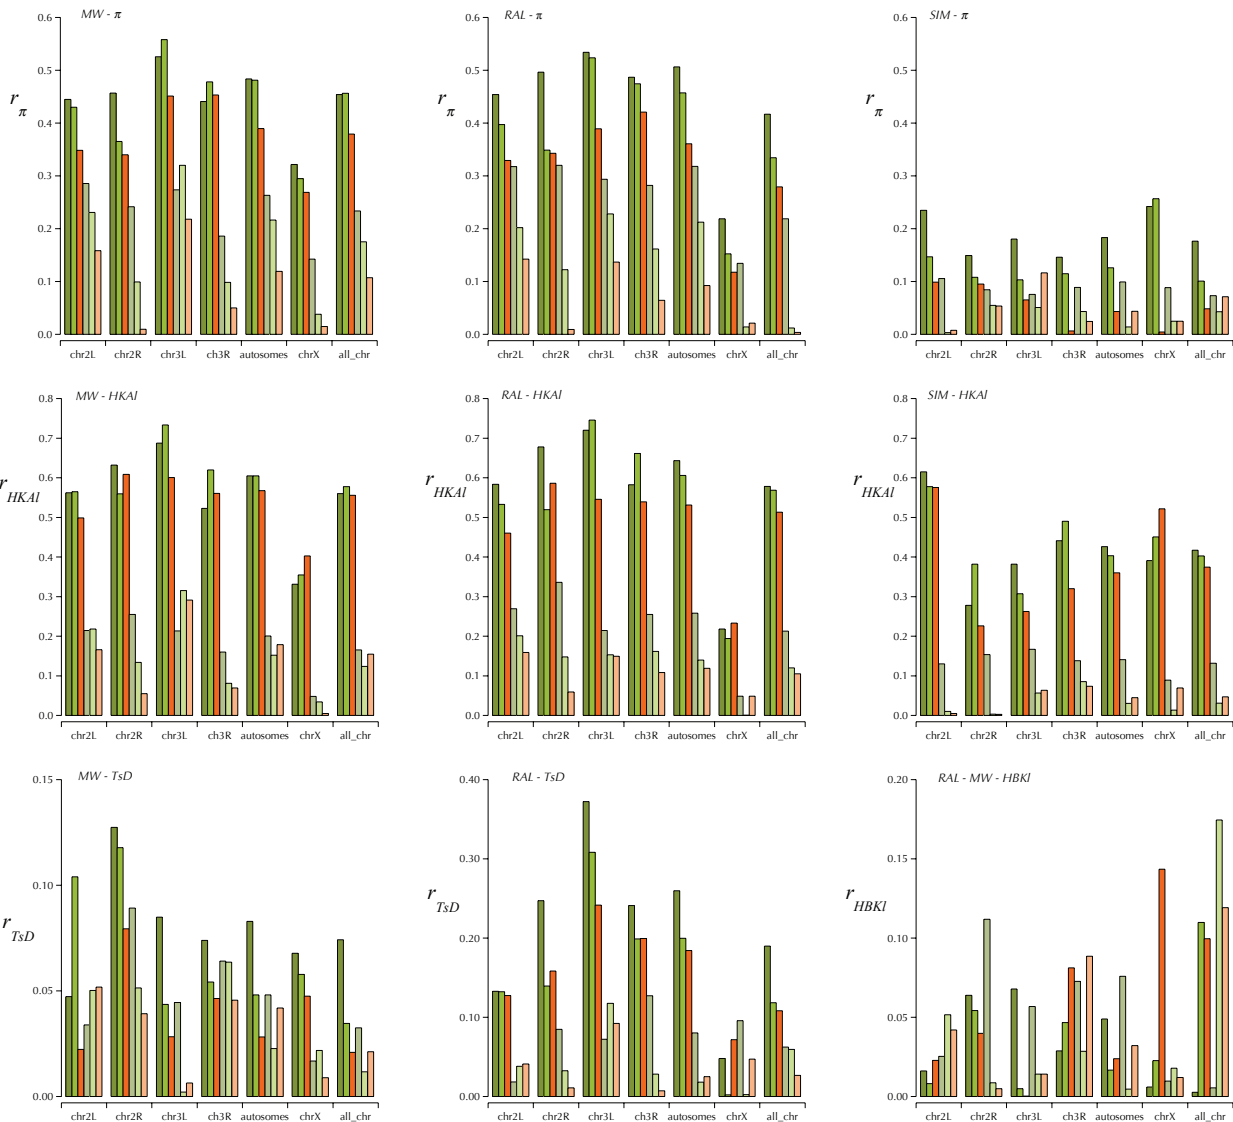 MW - π
0.6
0.5
0.4
0.3
0.2
0.1
0.0
r π
chr2L chr2R chr3L ch3R autosomes chrX all_chr
RAL - π
0.6
0.5
0.4
0.3
0.2
0.1
0.0
r π
chr2L chr2R chr3L ch3R autosomes chrX all_chr
SIM - π
0.6
0.5
0.4
0.3
0.2
0.1
0.0
r π
chr2L chr2R chr3L ch3R autosomes chrX all_chr
MW - HKAl
0.8
0.7
0.6
0.5
0.4
0.3
0.2
0.1
0.0
r HKAl
chr2L chr2R chr3L ch3R autosomes chrX all_chr
RAL - HKAl
0.8
0.7
0.6
0.5
0.4
0.3
0.2
0.1
0.0
r HKAl
chr2L chr2R chr3L ch3R autosomes chrX all_chr
SIM - HKAl
0.8
0.7
0.6
0.5
0.4
0.3
0.2
0.1
0.0
r HKAl
chr2L chr2R chr3L ch3R autosomes chrX all_chr
MW - TsD
0.15
0.10
0.05
0.00
r TsD
chr2L chr2R chr3L ch3R autosomes chrX all_chr
RAL - TsD
0.40
0.30
0.20
0.10
0.00
r TsD
chr2L chr2R chr3L ch3R autosomes chrX all_chr
RAL - MW - HBKl
0.20
0.15
0.10
0.05
0.00
r HBKl
chr2L chr2R chr3L ch3R autosomes chrX all_chr